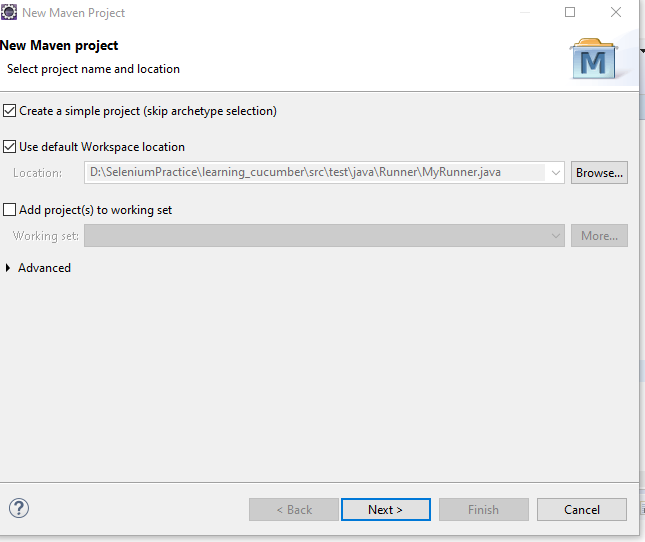 New Maven Project
New Maven project
Select project name and location
M
Create a simple project (skip archetype selection)
Use default Workspace location
Location: D:\SeleniumPractice\learning_cucumber\src\test\java\Runner\MyRunner.java Browse...
Add project(s) to working set
Working set: More...
Advanced
? < Back Next > Finish Cancel